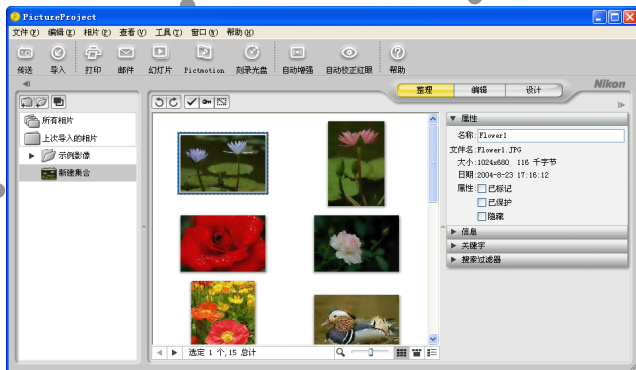 PictureProject
文件(F) 编辑(E) 相片(P) 查看(V) 工具(T) 窗口(W) 帮助(H)
传送 导入 打印 邮件 幻灯片 Pictmotion 刻录光盘 自动增强 自动校正红眼 帮助
整理 编辑 设计 Nikon
所有相片
上次导入的相片
示例影像
新建集合
属性
名称: Flower1
文件名: Flower1.JPG
大小: 1024x680 116 千字节
日期: 2004-8-23 17:16:12
属性: 已标记
已保护
隐藏
信息
关键字
搜索过滤器
选定 1 个,15 总计